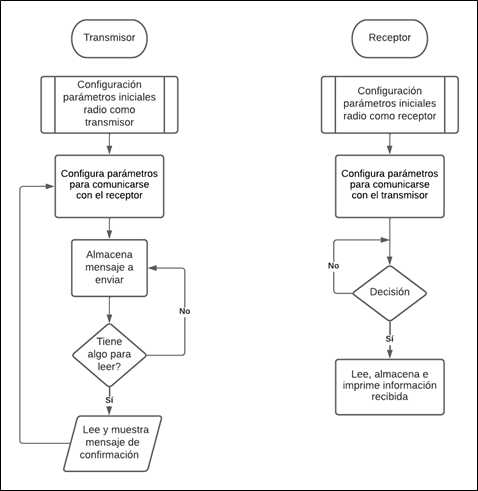 Transmisor
Configuración
parámetros iniciales
radio como
transmisor
Configura parámetros
para comunicarse
con el receptor
Almacena
mensaje a
enviar
No
Tiene
algo para
leer?
Sí
Lee y muestra
mensaje de
confirmación
Receptor
Configuración
parámetros iniciales
radio como receptor
Configura parámetros
para comunicarse
con el transmisor
No
Decisión
Sí
Lee, almacena e
imprime información
recibida